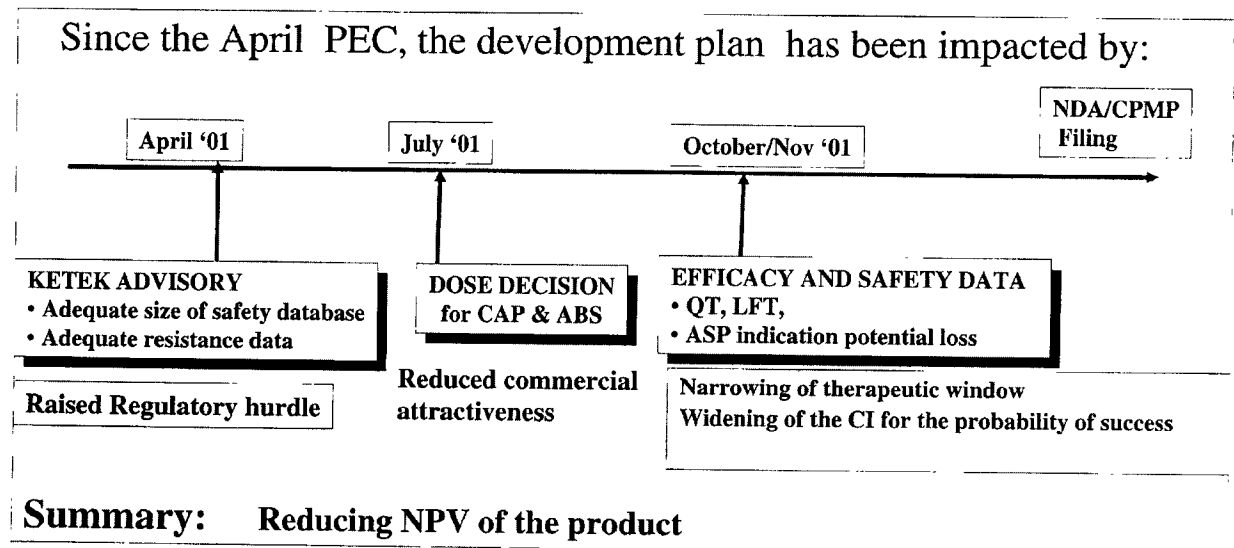 Since the April PEC, the development plan has been impacted by:
April ‘01
July ‘01
October/Nov ‘01
NDA/CPMP
Filing
KETEK ADVISORY
• Adequate size of safety database
• Adequate resistance data
Raised Regulatory hurdle
DOSE DECISION
for CAP & ABS
Reduced commercial
attractiveness
EFFICACY AND SAFETY DATA
• QT, LFT,
• ASP indication potential loss
Narrowing of therapeutic window
Widening of the CI for the probability of success
Summary: Reducing NPV of the product